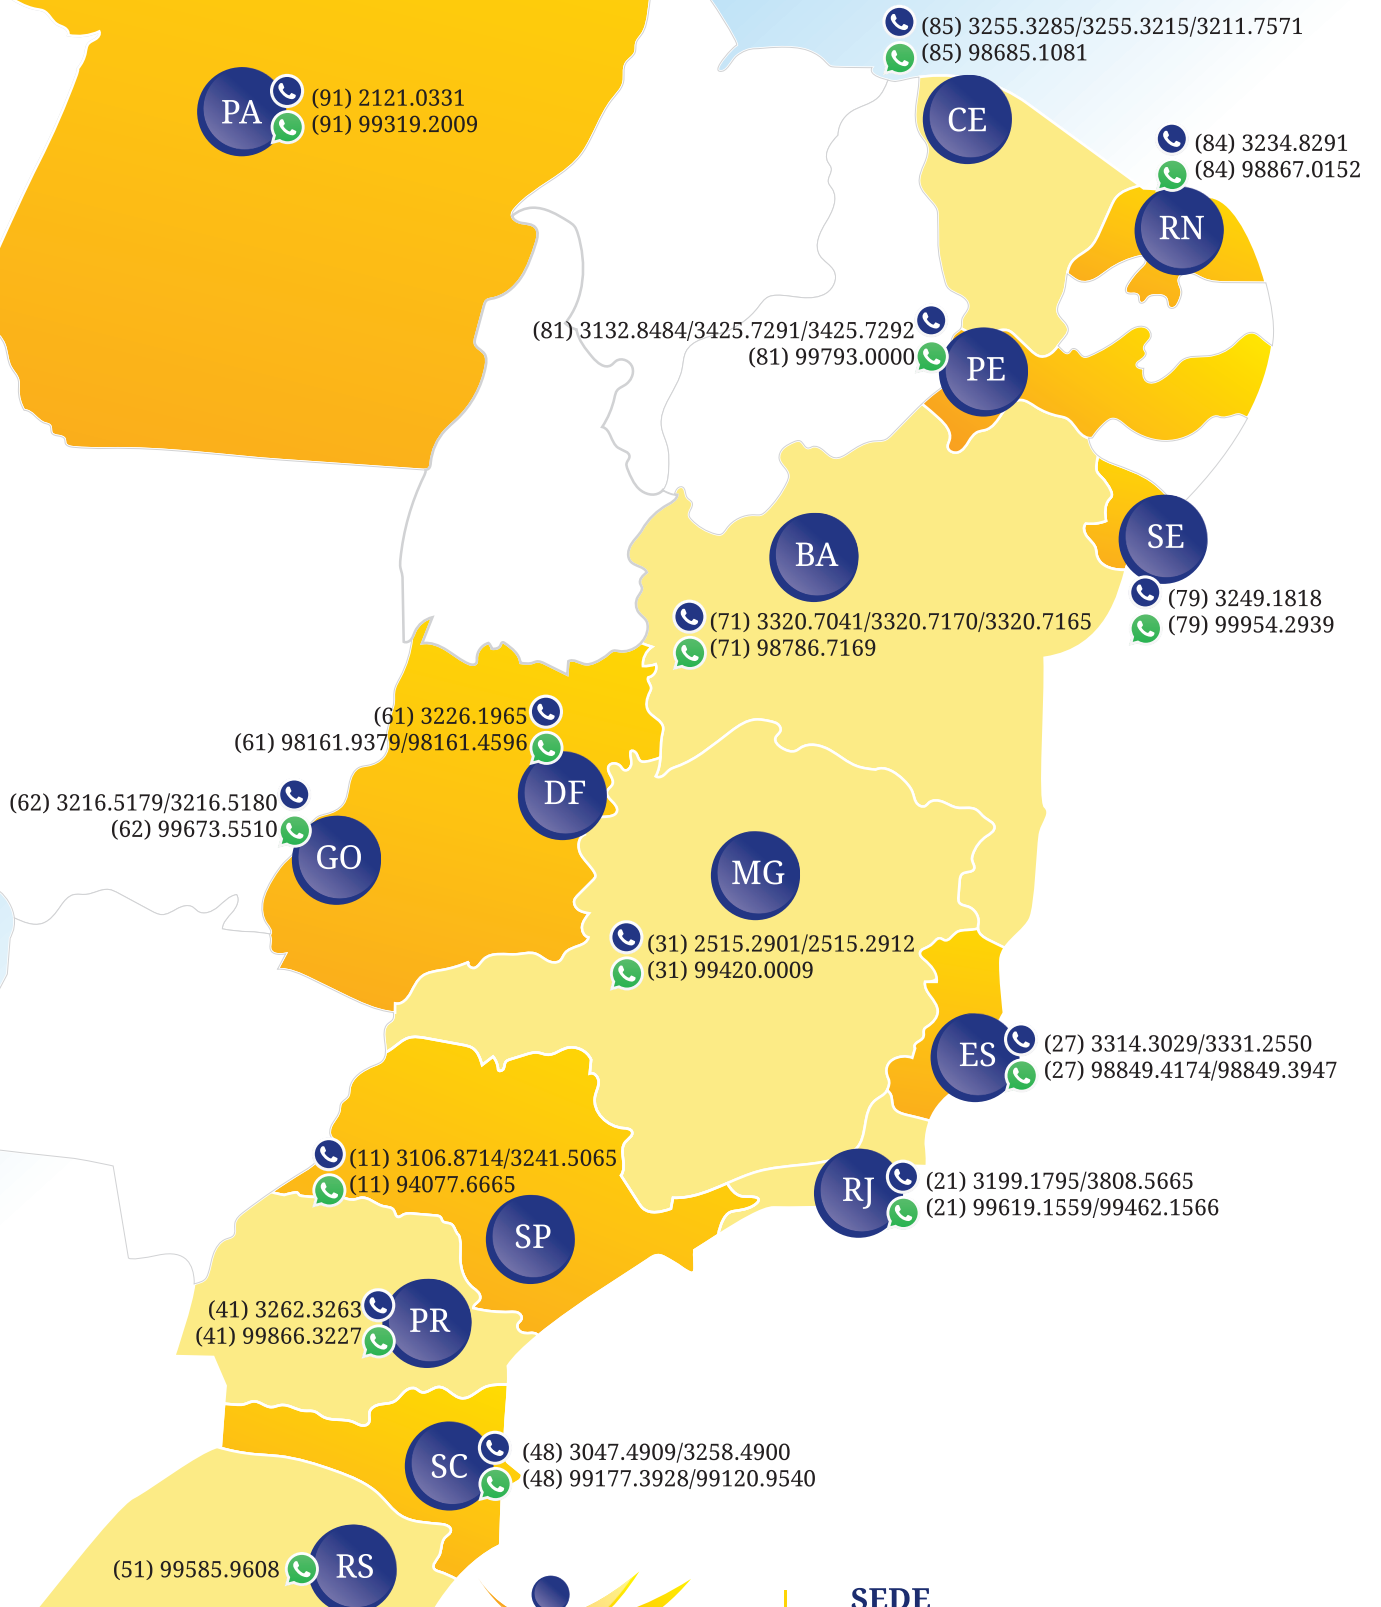 (85) 3255.3285/3255.3215/3211.7571
(85) 98685.1081
CE
PA
(91) 2121.0331
(91) 99319.2009
(84) 3234.8291
(84) 98867.0152
RN
(81) 3132.8484/3425.7291/3425.7292
(81) 99793.0000
PE
BA
(71) 3320.7041/3320.7170/3320.7165
(71) 98786.7169
SE
(79) 3249.1818
(79) 99954.2939
(61) 3226.1965
(61) 98161.9379/98161.4596
DF
(62) 3216.5179/3216.5180
(62) 99673.5510
GO
MG
(31) 2515.2901/2515.2912
(31) 99420.0009
ES
(27) 3314.3029/3331.2550
(27) 98849.4174/98849.3947
(11) 3106.8714/3241.5065
(11) 94077.6665
SP
RJ
(21) 3199.1795/3808.5665
(21) 99619.1559/99462.1566
(41) 3262.3263
(41) 99866.3227
PR
SC
(48) 3047.4909/3258.4900
(48) 99177.3928/99120.9540
(51) 99585.9608
RS
SEDE